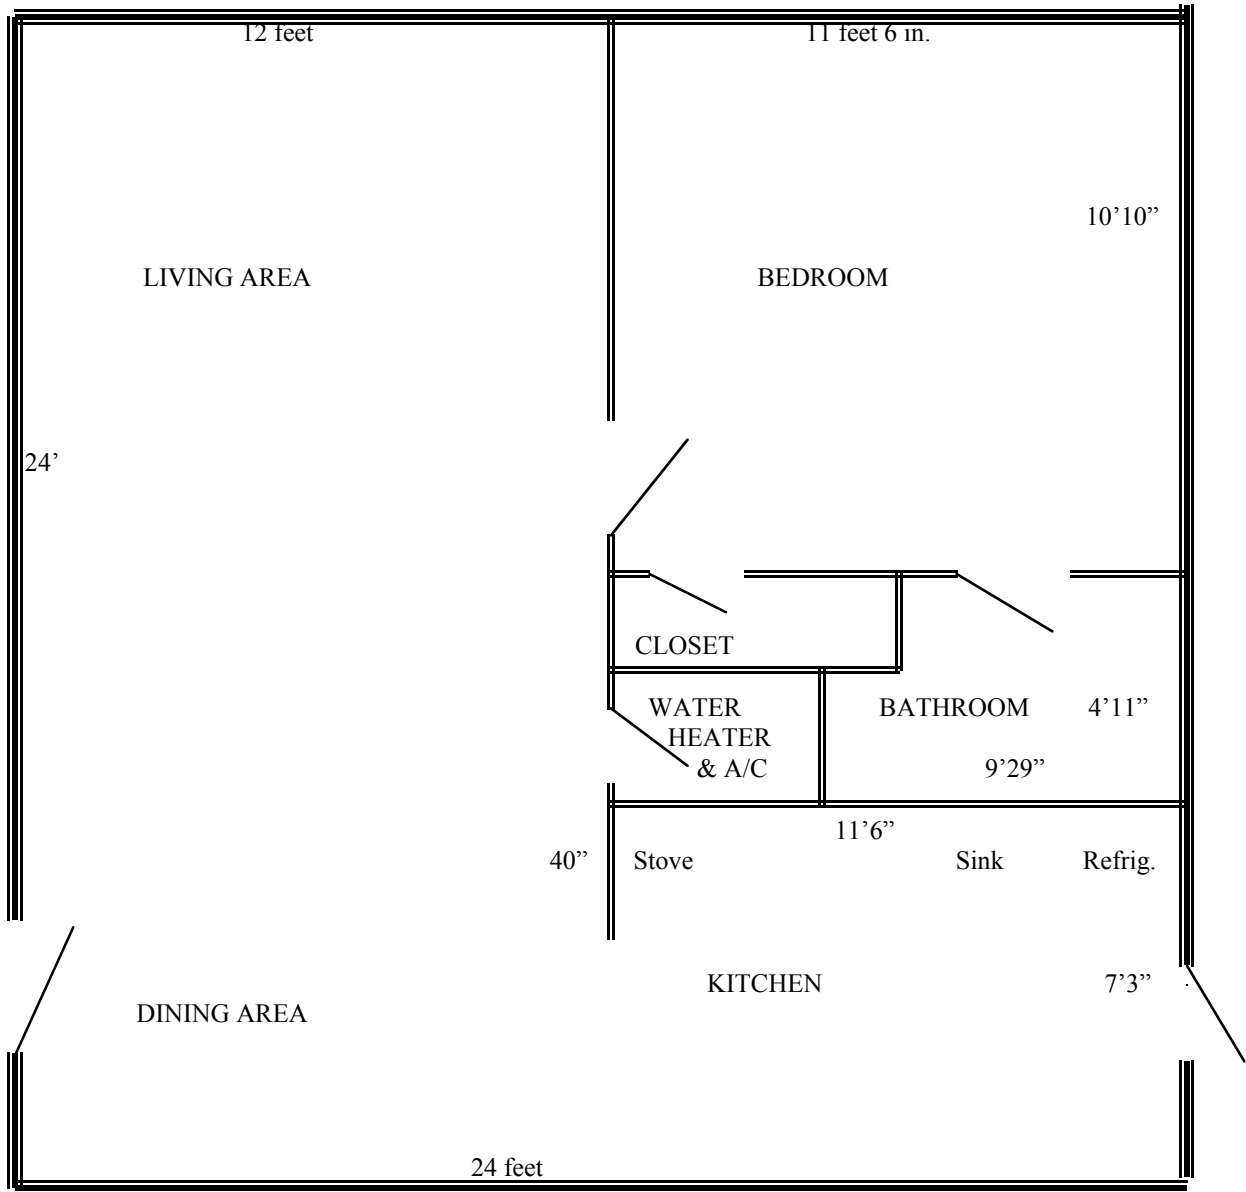 12 feet
11 feet 6 in.
10’10”
LIVING AREA
BEDROOM
24'
CLOSET
WATER
HEATER
& A/C
BATHROOM
4’11”
9’29”
11’6”
40”
Stove
Sink
Refrig.
KITCHEN
7’3”
DINING AREA
24 feet